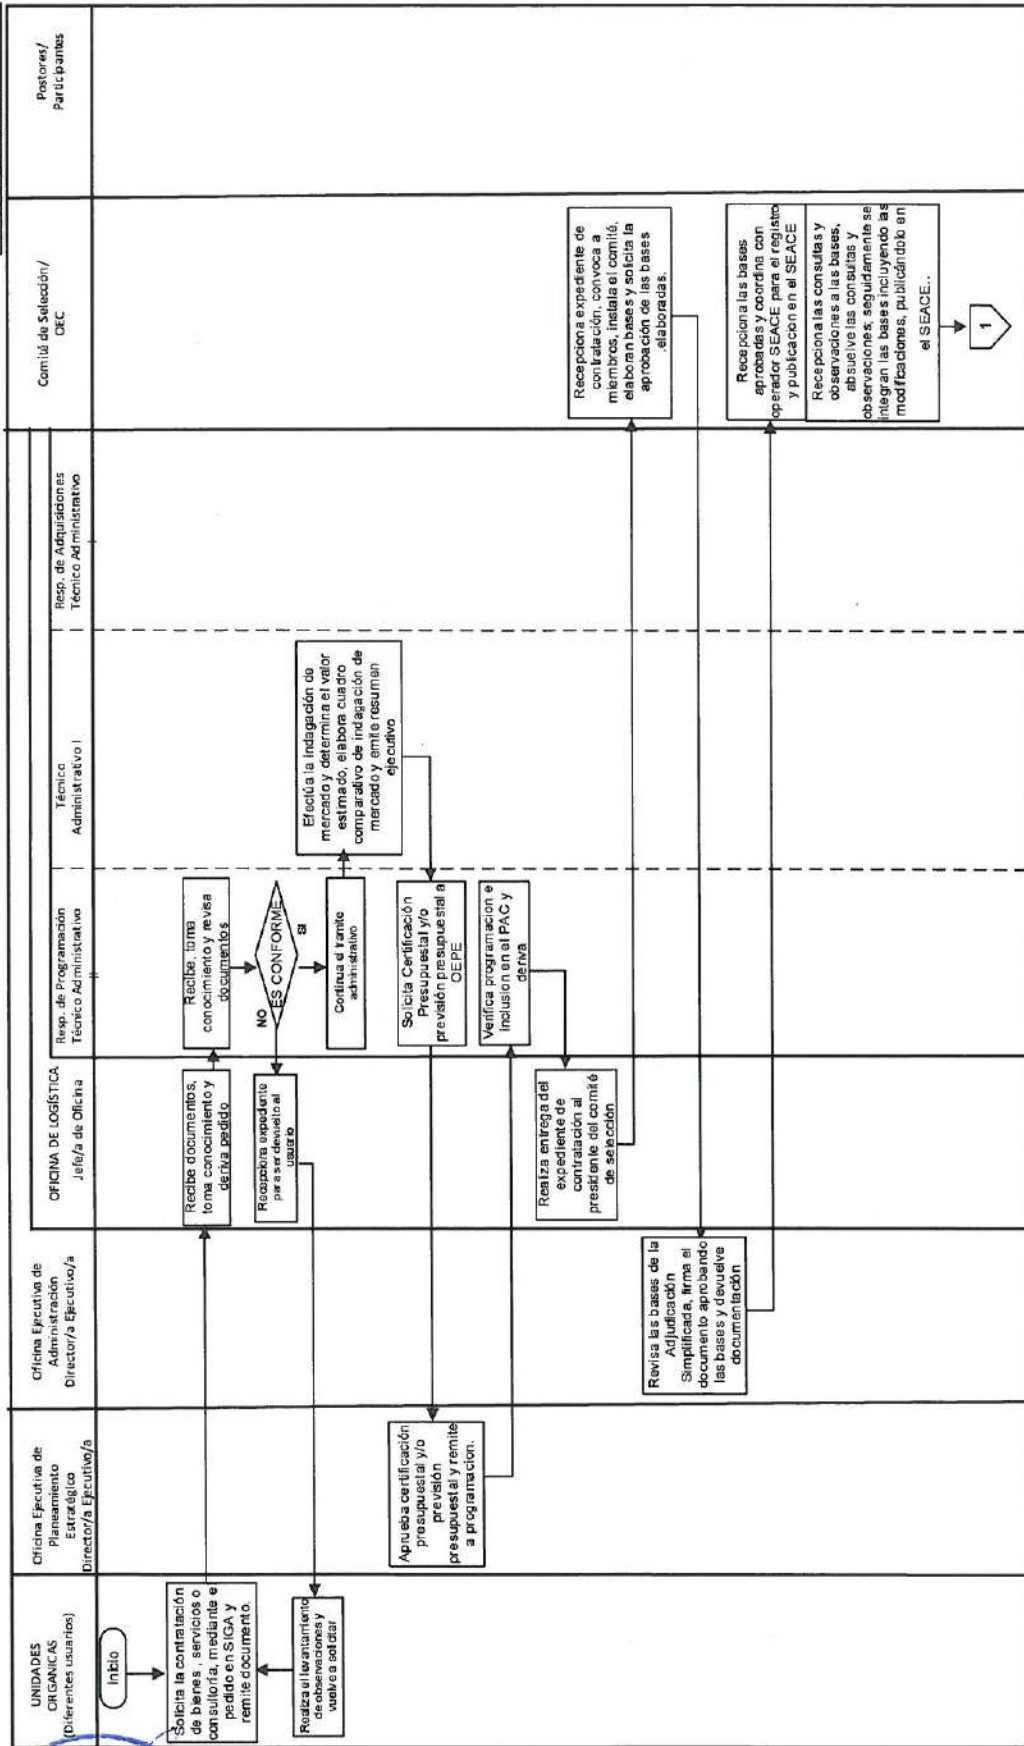 UNIDADES
ORGANICAS
(Diferentes usuarios)
Oficina Ejecutiva de
Planeamiento
Estratégico
Director/a Ejecutivo/a
Oficina Ejecutiva de
Administración
Director/a Ejecutivo/a
OFICINA DE LOGÍSTICA
Jefe/a de Oficina
Resp. de Programación
Técnico Administrativo
Técnico
Administrativo I
Resp. de Adquisiciones
Técnico Administrativo
Comité de Selección/
OEC
Postores/
Participantes
Inicio
Solicita la contratación
de bienes , servicios o
consultoría, mediante e
pedido en SIGA y
remite documento.
Realiza el levantamiento
de observaciones y
vuelve a solicitar
Recibe documentos,
toma conocimiento y
deriva pedido
Recibe, toma
conocimiento y revisa
documentos
ES CONFORME
NO
SI
Recepciona expediente
para ser devuelto al
usuario
Continua el tramite
administrativo
Efectúa la indagación de
mercado y determina el valor
estimado, elabora cuadro
comparativo de indagación de
mercado y emite resumen
ejecutivo
Solicita Certificación
Presupuestal y/o
previsión presupuestal a
OEPE
Aprueba certificación
presupuestal y/o
previsión
presupuestal y remite
a programacion.
Verifica programacion e
inclusion en el PAC y
deriva
Realiza entrega del
expediente de
contratación al
presidente del comité
de selección
Recepciona expediente de
contratación, convoca a
miembros, instala el comité,
elaboran bases y solicita la
aprobación de las bases
.elaboradas.
Revisa las bases de la
Adjudicación
Simplificada, firma el
documento aprobando
las bases y devuelve
documentación
Recepciona las bases
aprobadas y coordina con
operador SEACE para el registro
y publicacion en el SEACE
Recepciona las consultas y
observaciones a las bases,
absuelve las consultas y
observaciones; seguidamente se
integran las bases incluyendo las
modificaciones, publicándolo en
el SEACE..
1